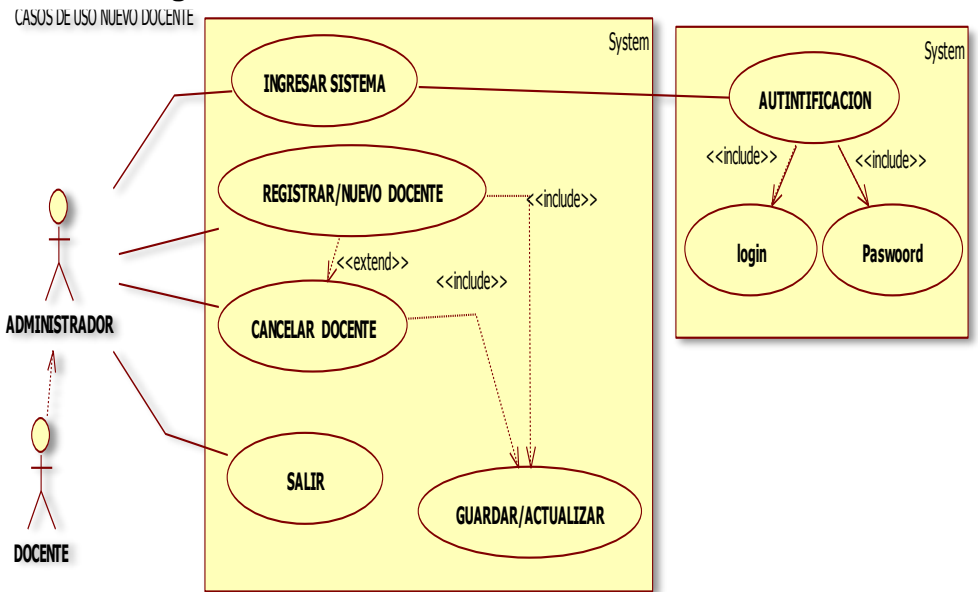 CASOS DE USO NUEVO DOCENTE
System
System
INGRESAR SISTEMA
AUTINTIFICACION
<<include>>
<<include>>
REGISTRAR/NUEVO DOCENTE
<<include>>
login
Paswoord
<<extend>>
<<include>>
ADMINISTRADOR
CANCELAR DOCENTE
SALIR
GUARDAR/ACTUALIZAR
DOCENTE